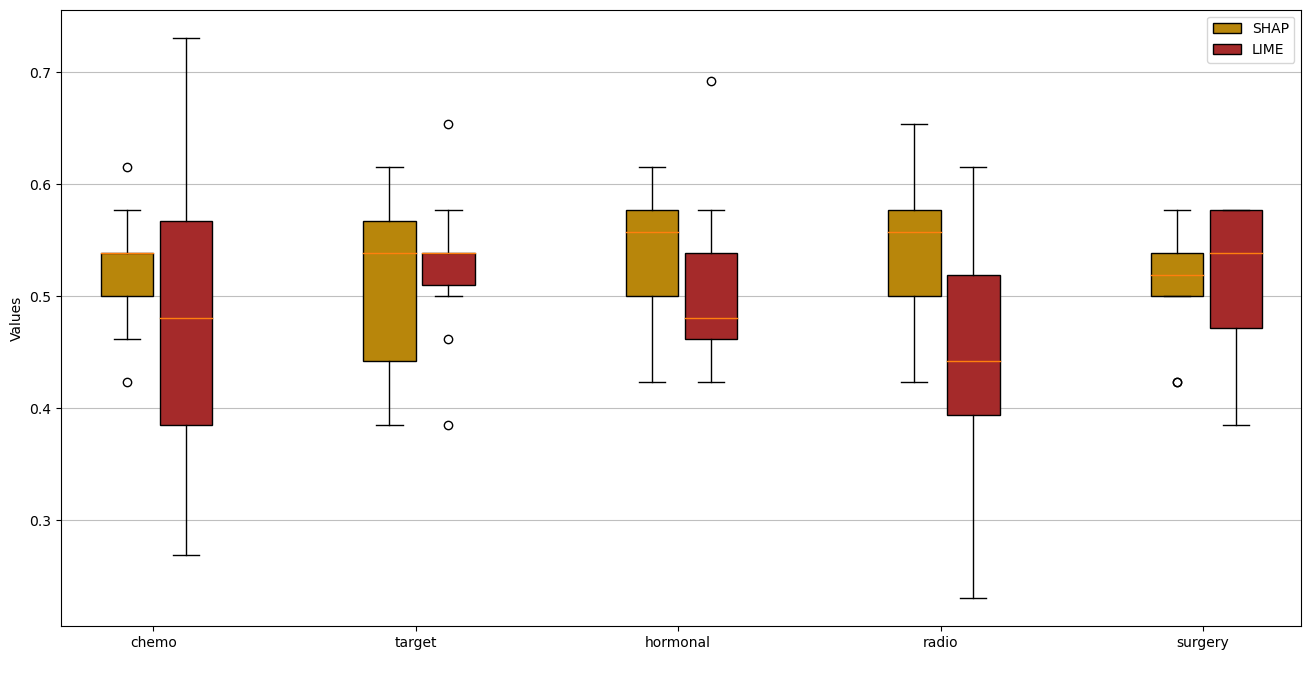 SHAP
LIME
0.7
0.6
0.5
0.4
0.3
Values
chemo
target
hormonal
radio
surgery